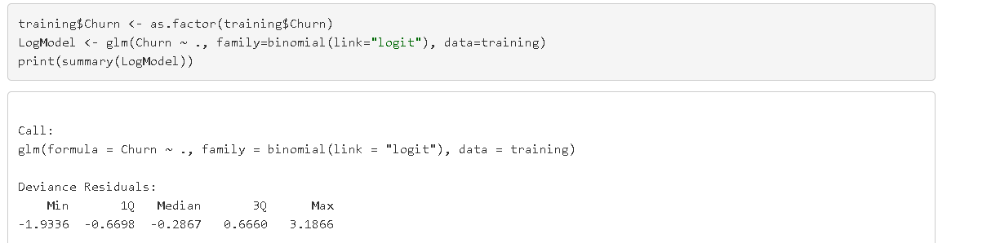 training$Churn <- as.factor(training$Churn)
LogModel <- glm(Churn ~ ., family=binomial(link="logit"), data=training)
print(summary(LogModel))
Call:
glm(formula = Churn ~ ., family = binomial(link = "logit"), data = training)
Deviance Residuals:
Min 1Q Median 3Q Max
-1.9336 -0.6698 -0.2867 0.6660 3.1866